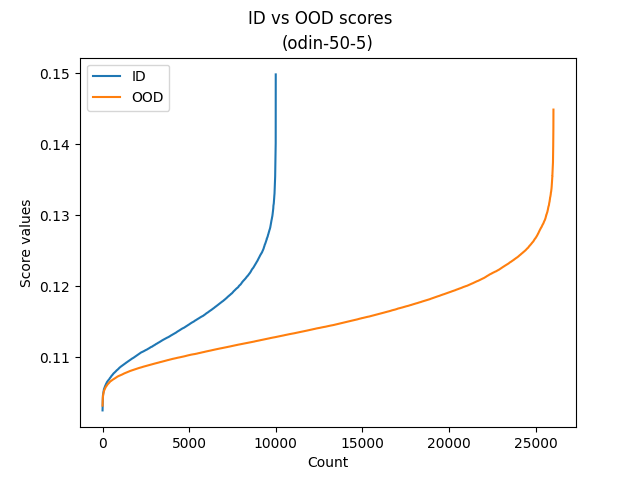 ID vs OOD scores
(odin-50-5)
ID
OOD
0.15
0.14
0.13
0.12
0.11
Score values
0
5000
10000
15000
20000
25000
Count